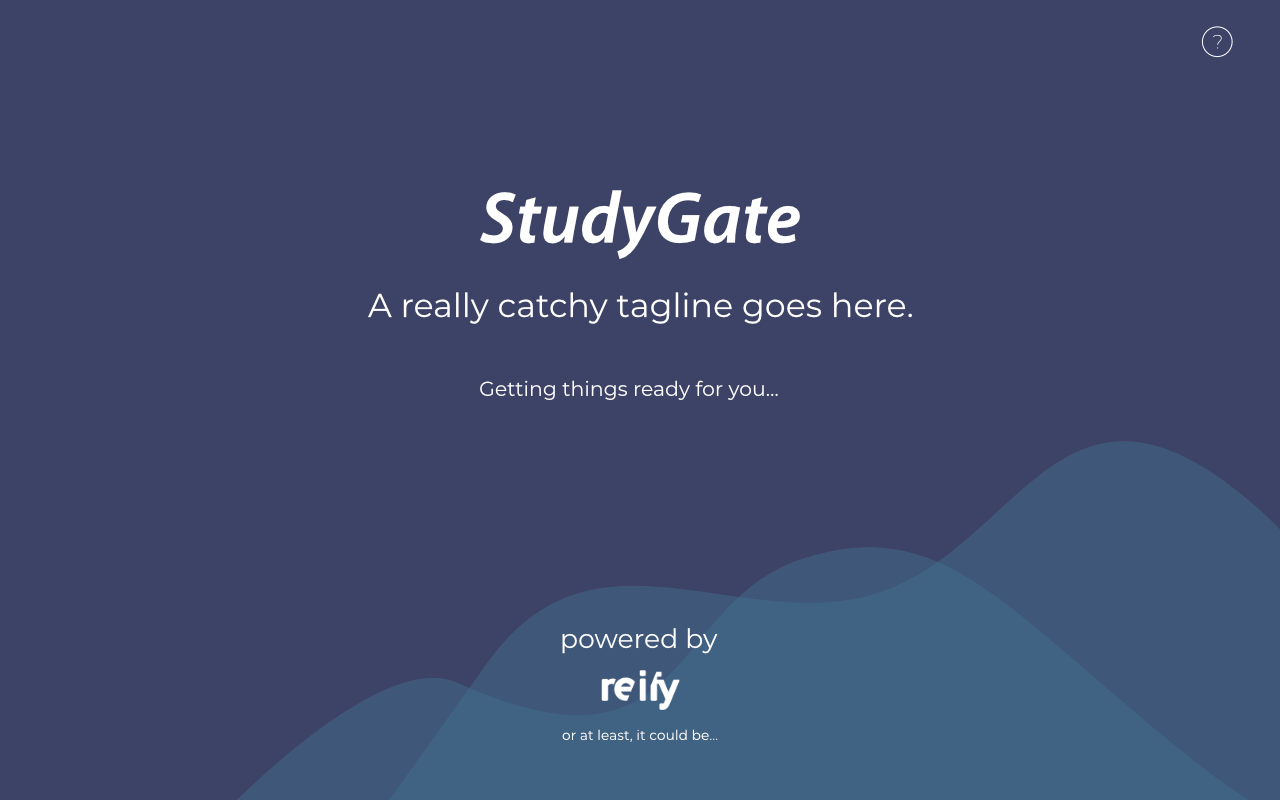 ?
StudyGate
A really catchy tagline goes here.
Getting things ready for you...
powered by
reify
or at least, it could be...